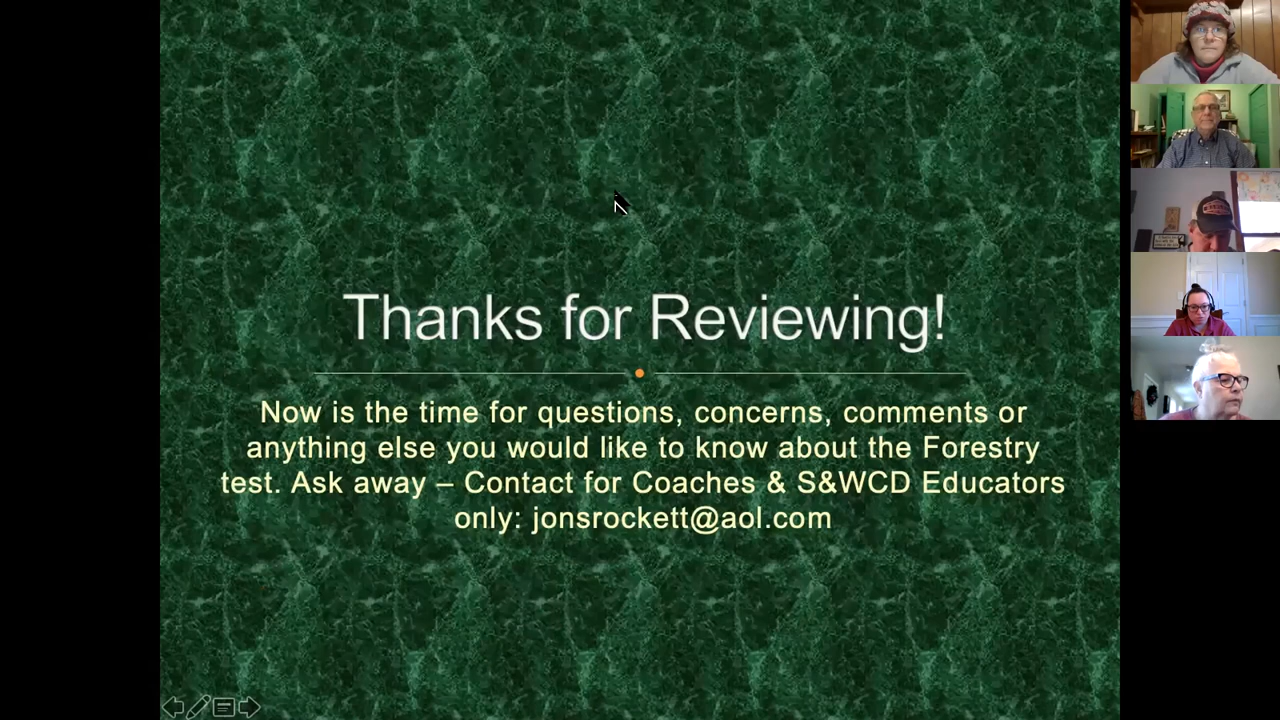 Thanks for Reviewing!
Now is the time for questions, concerns, comments or
anything else you would like to know about the Forestry
test. Ask away – Contact for Coaches & S&WCD Educators
only: jonsrockett@aol.com